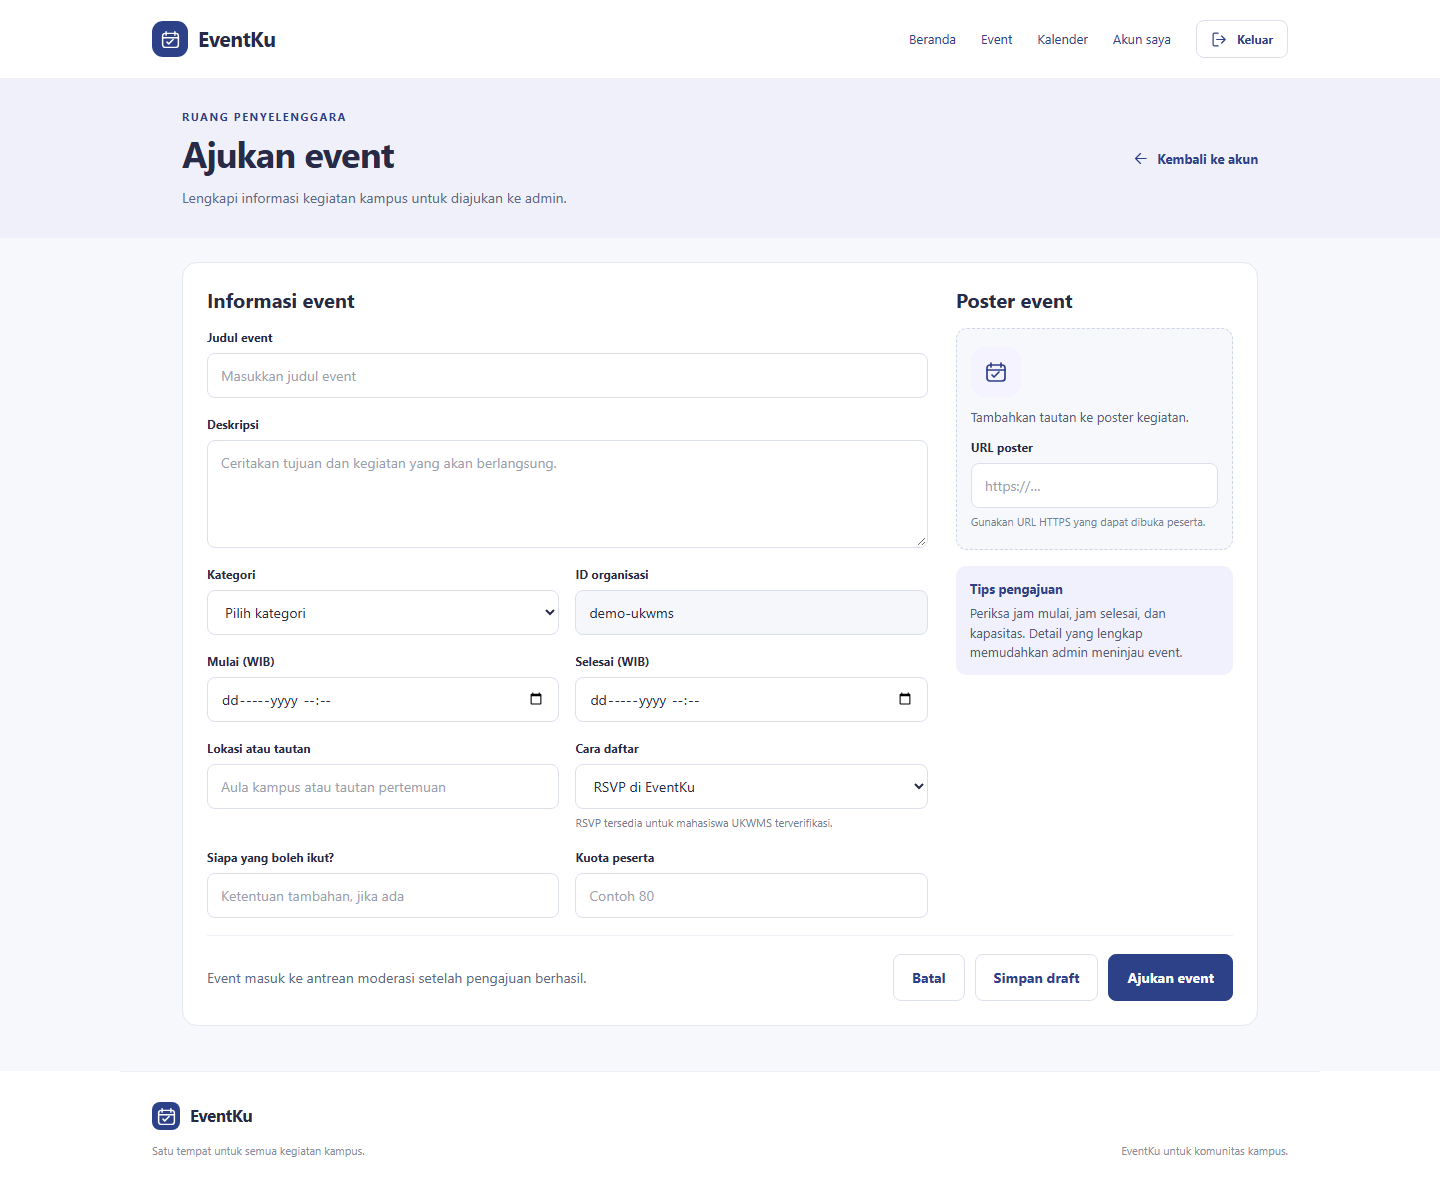 EventKu
Beranda
Event
Kalender
Akun saya
Keluar
RUANG PENYELENGGARA
Ajukan event
Lengkapi informasi kegiatan kampus untuk diajukan ke admin.
Kembali ke akun
Informasi event
Judul event
Masukkan judul event
Deskripsi
Ceritakan tujuan dan kegiatan yang akan berlangsung.
Kategori
Pilih kategori
ID organisasi
demo-ukwms
Mulai (WIB)
dd-----yyyy --:--
Selesai (WIB)
dd-----yyyy --:--
Lokasi atau tautan
Aula kampus atau tautan pertemuan
Cara daftar
RSVP di EventKu
RSVP tersedia untuk mahasiswa UKWMS terverifikasi.
Siapa yang boleh ikut?
Ketentuan tambahan, jika ada
Kuota peserta
Contoh 80
Poster event
Tambahkan tautan ke poster kegiatan.
URL poster
https://...
Gunakan URL HTTPS yang dapat dibuka peserta.
Tips pengajuan
Periksa jam mulai, jam selesai, dan
kapasitas. Detail yang lengkap
memudahkan admin meninjau event.
Event masuk ke antrean moderasi setelah pengajuan berhasil.
Batal
Simpan draft
Ajukan event
EventKu
Satu tempat untuk semua kegiatan kampus.
EventKu untuk komunitas kampus.